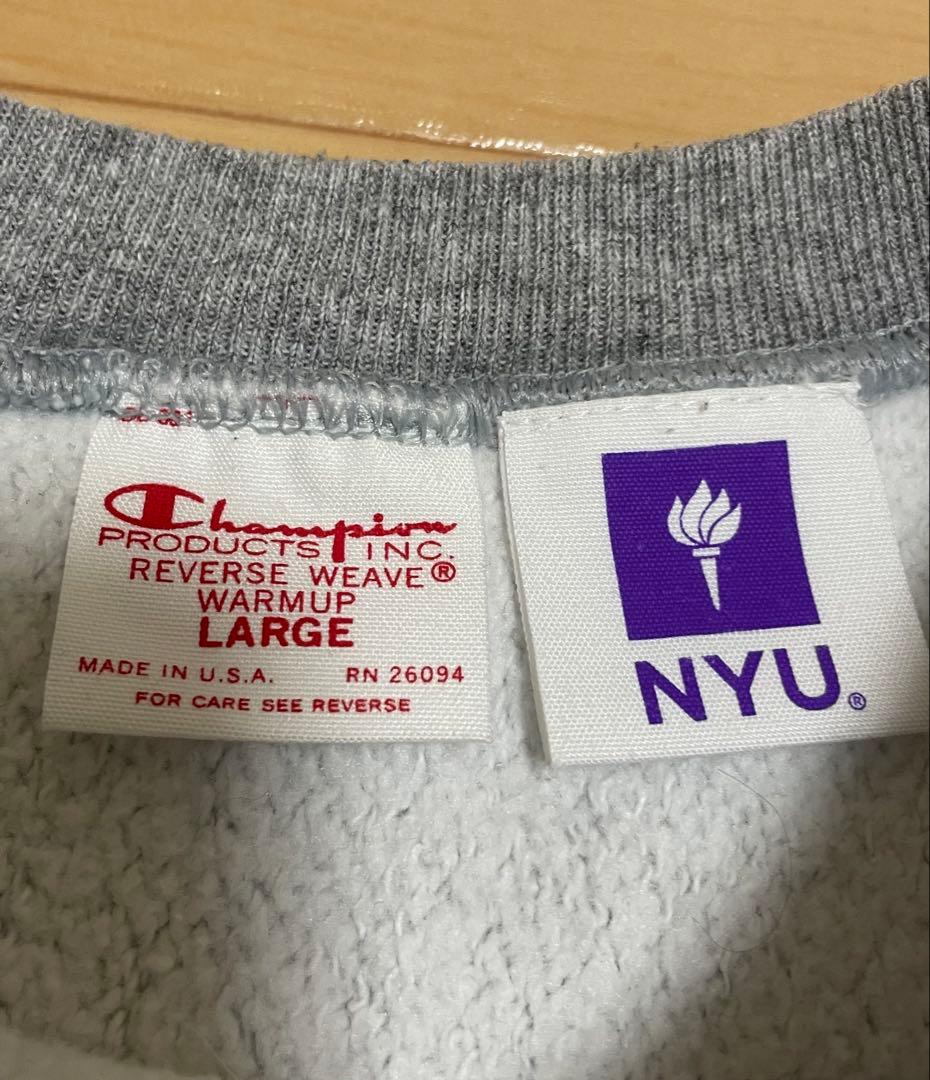 Champion
PRODUCTS INC.
REVERSE WEAVE®
WARMUP
LARGE
MADE IN U.S.A. RN 26094
FOR CARE SEE REVERSE
NYU®